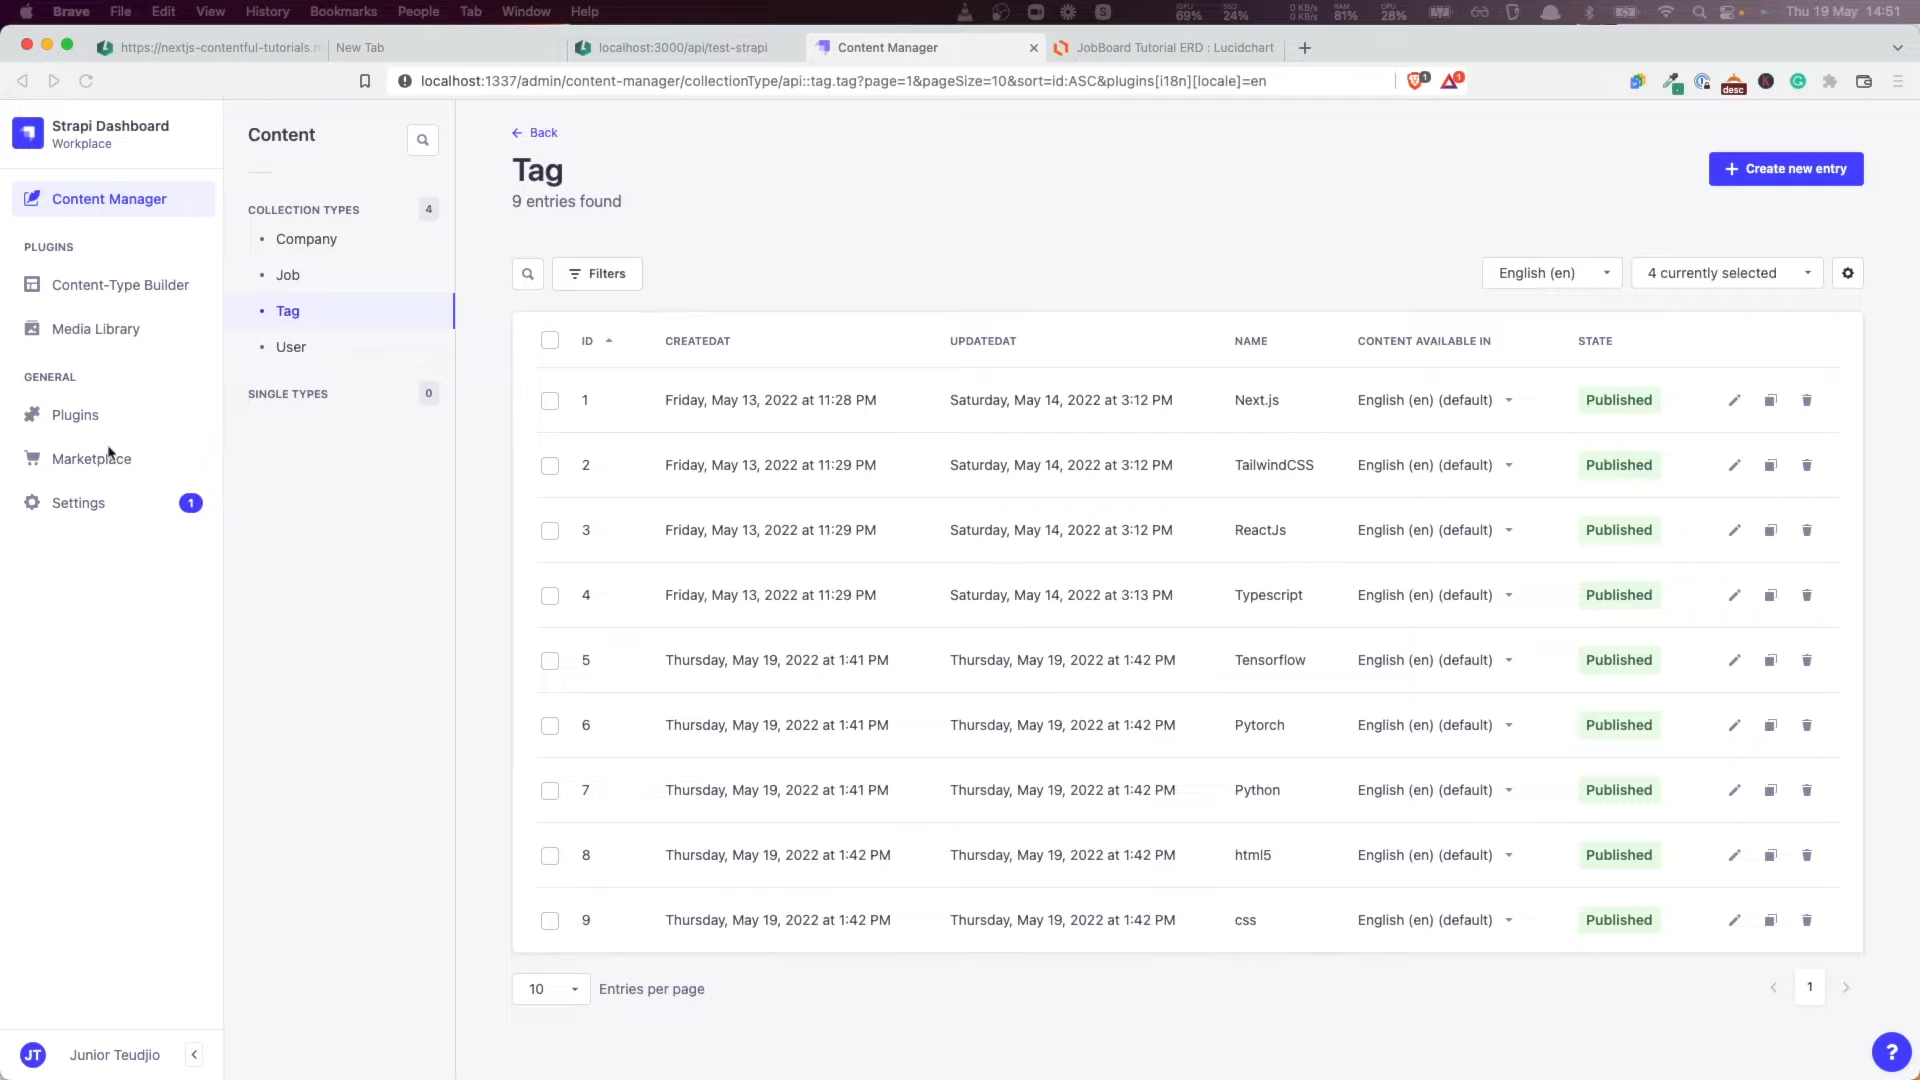 Brave File Edit View History Bookmarks People Tab Window Help
69% SSD 24% 0 KB/s 0 KB/s RAM 81% CPU 28% Thu 19 May 14:51
https://nextjs-contentful-tutorials.n New Tab localhost:3000/api/test-strapi Content Manager JobBoard Tutorial ERD : Lucidchart
localhost:1337/admin/content-manager/collectionType/api::tag.tag?page=1&pageSize=10&sort=id:ASC&plugins[i18n][locale]=en 1 1 desc
Strapi Dashboard
Workplace
Content Manager
PLUGINS
Content-Type Builder
Media Library
GENERAL
Plugins
Marketplace
Settings 1
JT Junior Teudjio
Content
COLLECTION TYPES 4
Company
Job
Tag
User
SINGLE TYPES 0
Back
Tag
9 entries found
Create new entry
Filters
English (en) 4 currently selected
ID CREATEDAT UPDATEDAT NAME CONTENT AVAILABLE IN STATE
1 Friday, May 13, 2022 at 11:28 PM Saturday, May 14, 2022 at 3:12 PM Next.js English (en) (default) Published
2 Friday, May 13, 2022 at 11:29 PM Saturday, May 14, 2022 at 3:12 PM TailwindCSS English (en) (default) Published
3 Friday, May 13, 2022 at 11:29 PM Saturday, May 14, 2022 at 3:12 PM ReactJs English (en) (default) Published
4 Friday, May 13, 2022 at 11:29 PM Saturday, May 14, 2022 at 3:13 PM Typescript English (en) (default) Published
5 Thursday, May 19, 2022 at 1:41 PM Thursday, May 19, 2022 at 1:42 PM Tensorflow English (en) (default) Published
6 Thursday, May 19, 2022 at 1:41 PM Thursday, May 19, 2022 at 1:42 PM Pytorch English (en) (default) Published
7 Thursday, May 19, 2022 at 1:41 PM Thursday, May 19, 2022 at 1:42 PM Python English (en) (default) Published
8 Thursday, May 19, 2022 at 1:42 PM Thursday, May 19, 2022 at 1:42 PM html5 English (en) (default) Published
9 Thursday, May 19, 2022 at 1:42 PM Thursday, May 19, 2022 at 1:42 PM css English (en) (default) Published
10 Entries per page
1
?